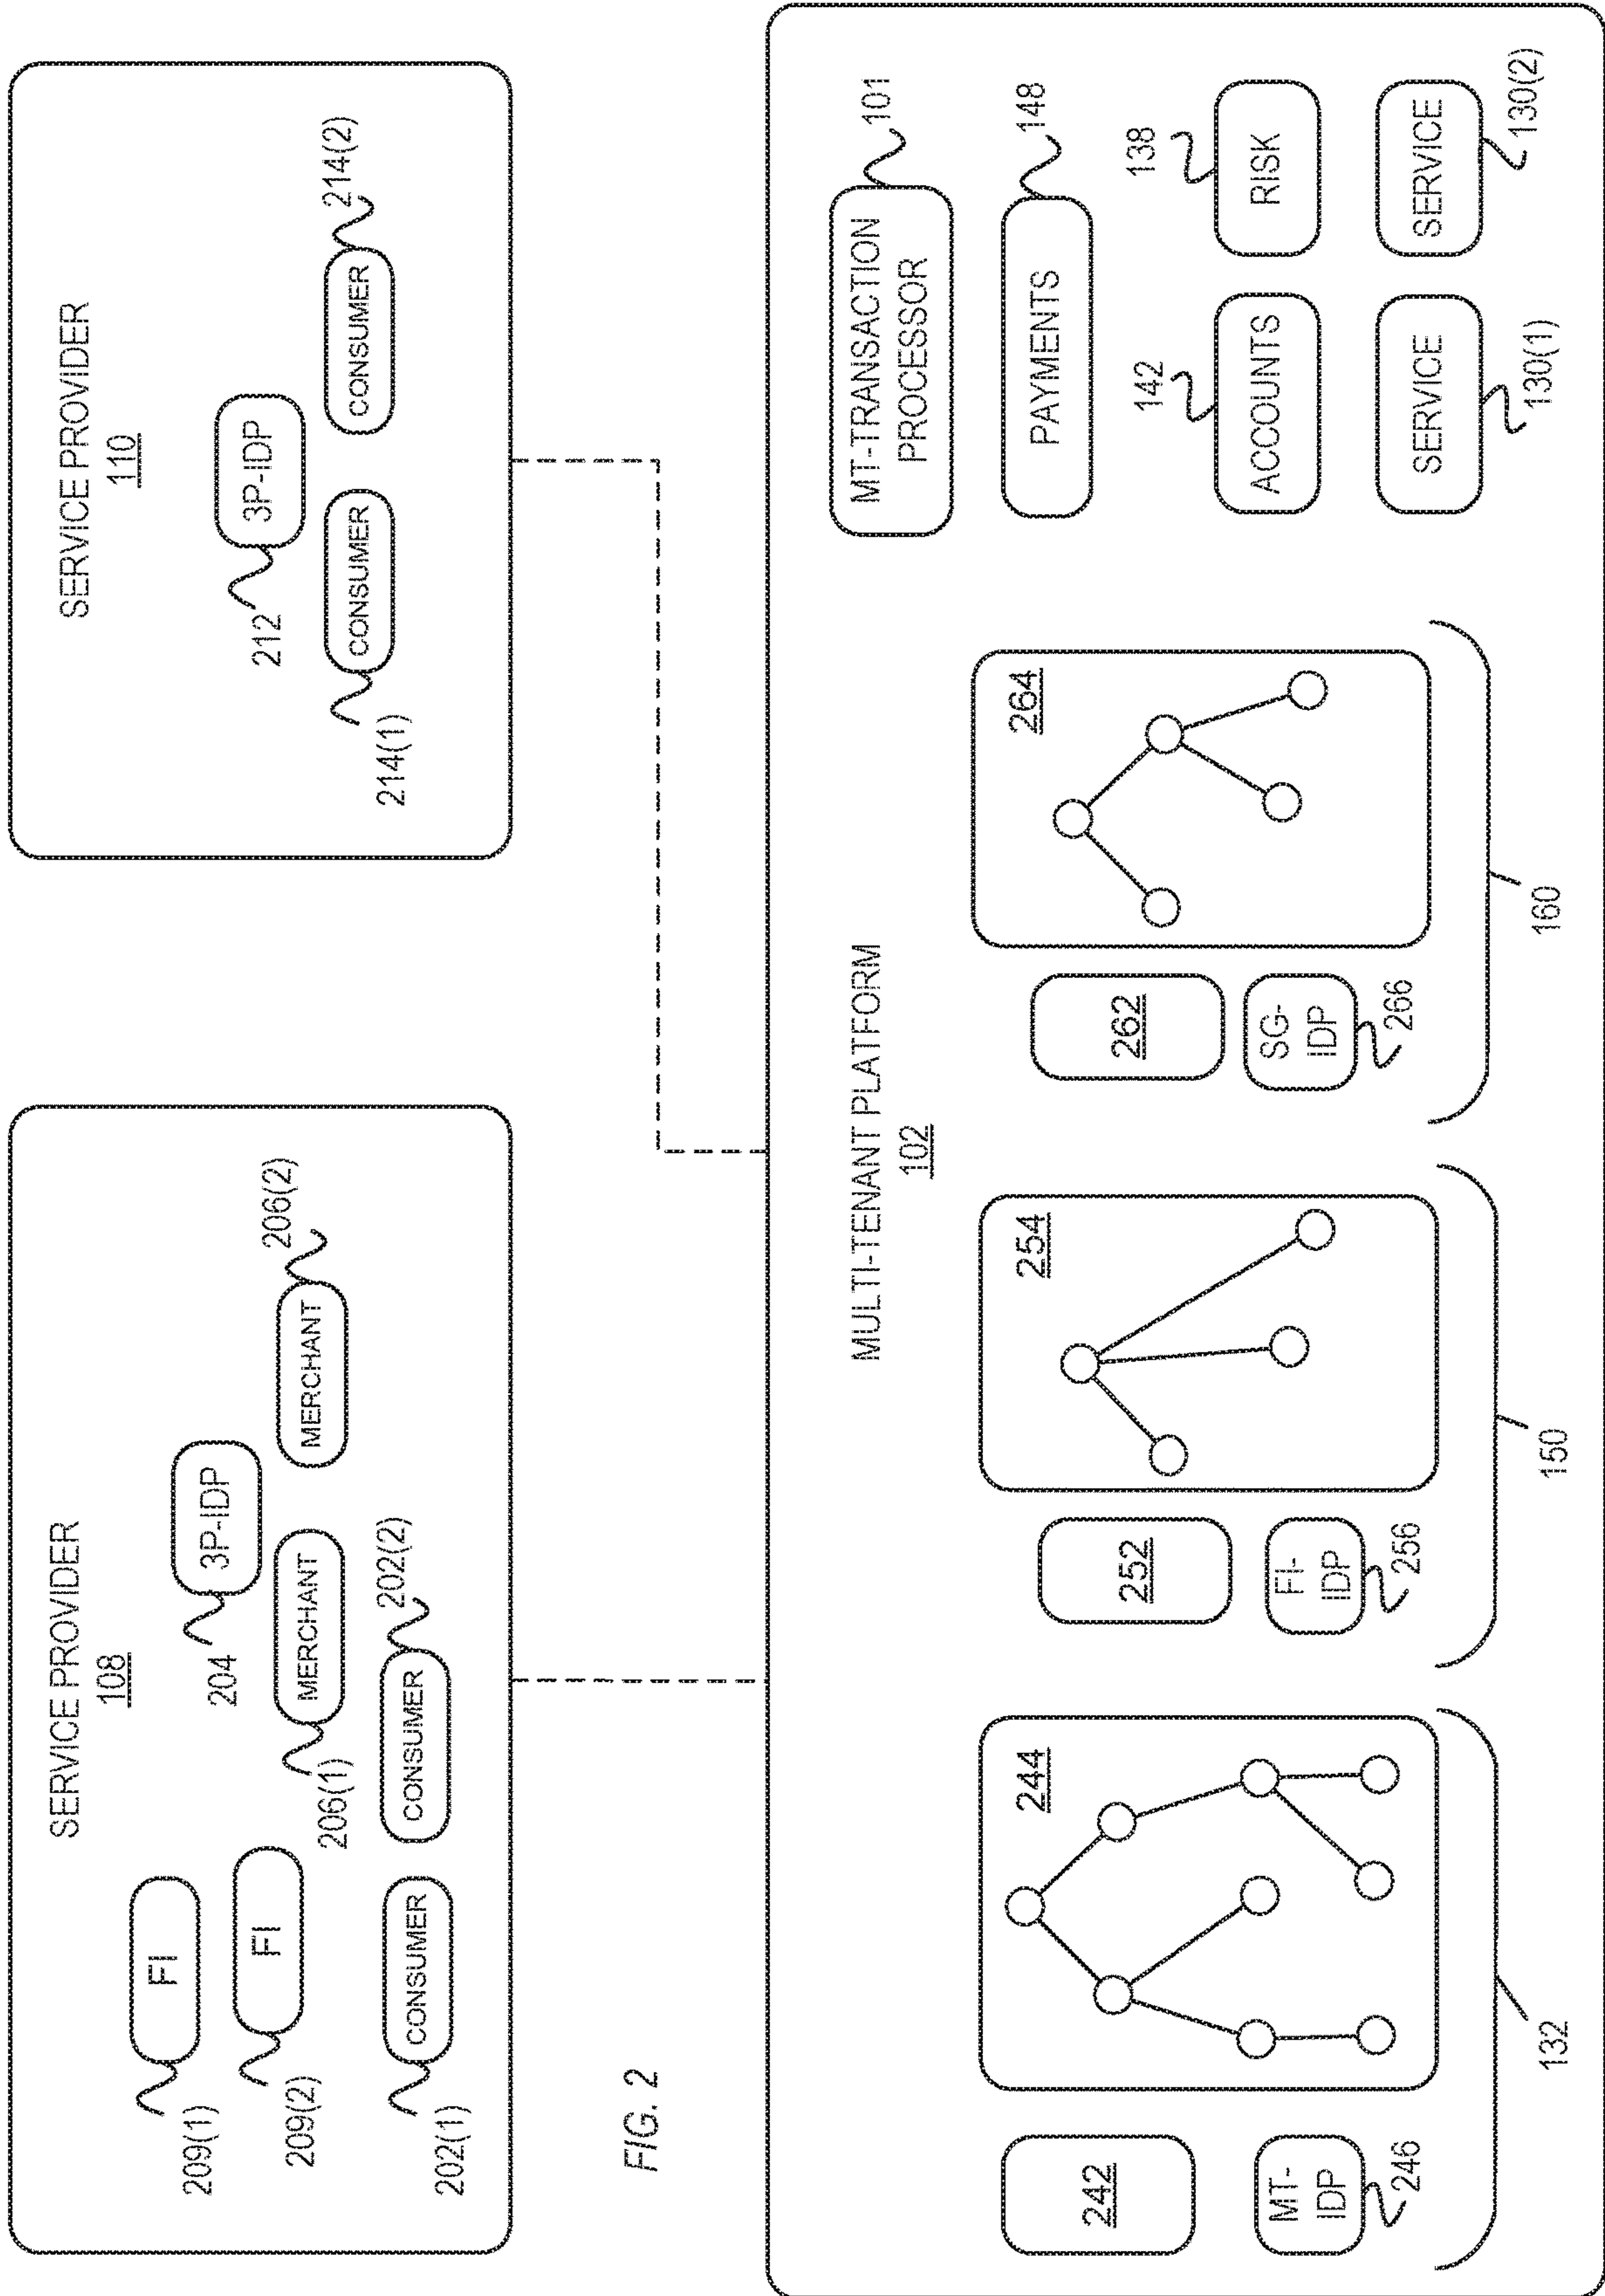 SERVICE PROVIDER
108
FI
209(1)
FI
209(2)
3P-IDP
204
MERCHANT
206(1)
MERCHANT
206(2)
CONSUMER
202(1)
CONSUMER
202(2)
SERVICE PROVIDER
110
3P-IDP
212
CONSUMER
214(1)
CONSUMER
214(2)
FIG. 2
MULTI-TENANT PLATFORM
102
242
MT-
IDP
246
244
132
252
FI-
IDP
256
254
150
262
SG-
IDP
266
264
160
MT-TRANSACTION
PROCESSOR
101
PAYMENTS
148
142
ACCOUNTS
138
RISK
SERVICE
130(1)
SERVICE
130(2)